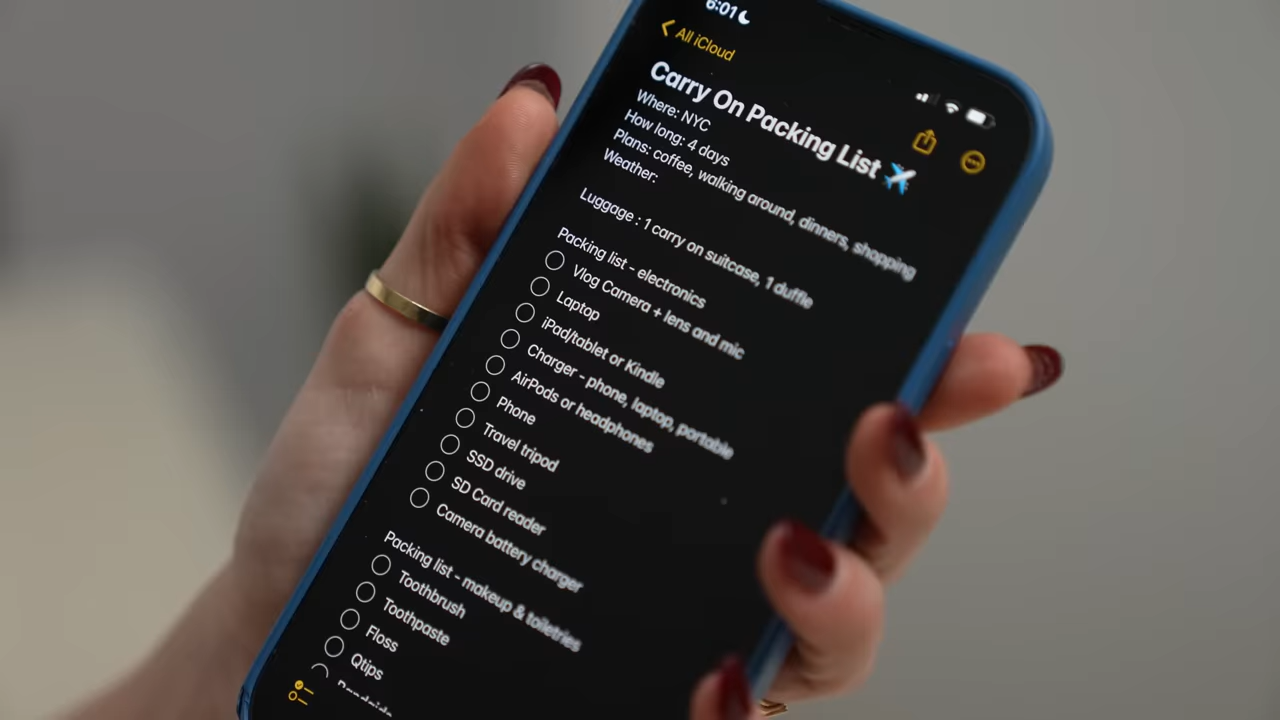 6:01
All iCloud
Carry On Packing List ✈️
Where: NYC
How long: 4 days
Plans: coffee, walking around, dinners, shopping
Weather:
Luggage : 1 carry on suitcase, 1 duffle
Packing list - electronics
Vlog Camera + lens and mic
Laptop
iPad/tablet or Kindle
Charger - phone, laptop, portable
AirPods or headphones
Phone
Travel tripod
SSD drive
SD Card reader
Camera battery charger
Packing list - makeup & toiletries
Toothbrush
Toothpaste
Floss
Qtips